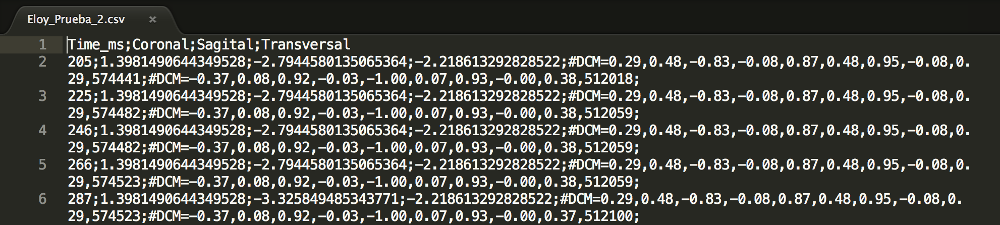 Eloy_Prueba_2.csv ×
1 Time_ms;Coronal;Sagital;Transversal
2 205;1.3981490644349528;-2.7944580135065364;-2.218613292828522;#DCM=0.29,0.48,-0.83,-0.08,0.87,0.48,0.95,-0.08,0.
29,574441;#DCM=-0.37,0.08,0.92,-0.03,-1.00,0.07,0.93,-0.00,0.38,512018;
3 225;1.3981490644349528;-2.7944580135065364;-2.218613292828522;#DCM=0.29,0.48,-0.83,-0.08,0.87,0.48,0.95,-0.08,0.
29,574482;#DCM=-0.37,0.08,0.92,-0.03,-1.00,0.07,0.93,-0.00,0.38,512059;
4 246;1.3981490644349528;-2.7944580135065364;-2.218613292828522;#DCM=0.29,0.48,-0.83,-0.08,0.87,0.48,0.95,-0.08,0.
29,574482;#DCM=-0.37,0.08,0.92,-0.03,-1.00,0.07,0.93,-0.00,0.38,512059;
5 266;1.3981490644349528;-2.7944580135065364;-2.218613292828522;#DCM=0.29,0.48,-0.83,-0.08,0.87,0.48,0.95,-0.08,0.
29,574523;#DCM=-0.37,0.08,0.92,-0.03,-1.00,0.07,0.93,-0.00,0.38,512059;
6 287;1.3981490644349528;-3.325849485343771;-2.218613292828522;#DCM=0.29,0.48,-0.83,-0.08,0.87,0.48,0.95,-0.08,0.
29,574523;#DCM=-0.37,0.08,0.92,-0.03,-1.00,0.07,0.93,-0.00,0.37,512100;